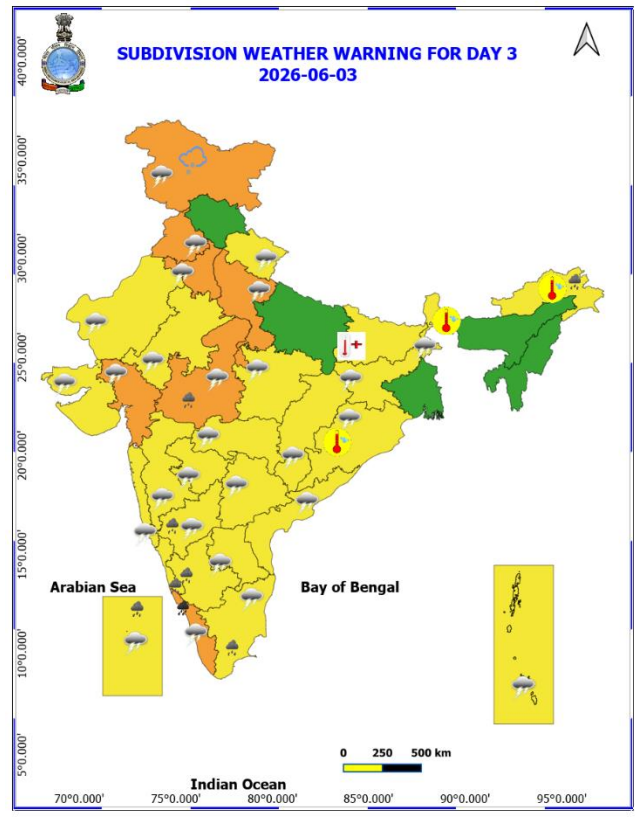 SUBDIVISION WEATHER WARNING FOR DAY 3
2026-06-03
40°0.000'
35°0.000'
30°0.000'
25°0.000'
20°0.000'
15°0.000'
10°0.000'
5°0.000'
Arabian Sea
Bay of Bengal
0 250 500 km
Indian Ocean
70°0.000' 75°0.000' 80°0.000' 85°0.000' 90°0.000' 95°0.000'